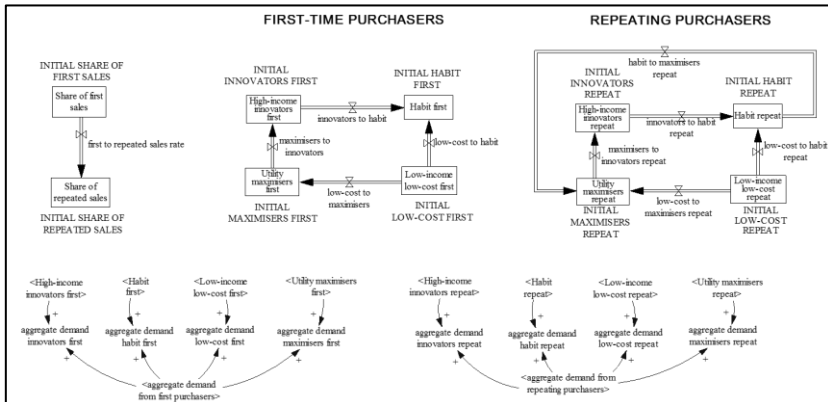 FIRST-TIME PURCHASERS
REPEATING PURCHASERS
INITIAL SHARE OF
FIRST SALES
Share of first
sales
first to repeated sales rate
Share of
repeated sales
INITIAL SHARE OF
REPEATED SALES
INITIAL
INNOVATORS FIRST
High-income
innovators
first
innovators to habit
INITIAL HABIT
FIRST
Habit first
maximisers to
innovators
low-cost to habit
Utility
maximisers
first
low-cost to
maximisers
Low-income
low-cost first
INITIAL
MAXIMISERS FIRST
INITIAL
LOW-COST FIRST
habit to maximisers
repeat
INITIAL
INNOVATORS
REPEAT
High-income
innovators
repeat
innovators to habit
repeat
INITIAL HABIT
REPEAT
Habit repeat
maximisers to
innovators repeat
low-cost to habit
repeat
Utility
maximisers
repeat
low-cost to
maximisers repeat
Low-income
low-cost
repeat
INITIAL
MAXIMISERS
REPEAT
INITIAL
LOW-COST
REPEAT
<High-income
innovators first>
<Habit
first>
<Low-income
low-cost first>
<Utility maximisers
first>
<High-income
innovators repeat>
<Habit
repeat>
<Low-income
low-cost repeat>
<Utility maximisers
repeat>
+ + + + + + + +
aggregate demand
innovators first
aggregate demand
habit first
aggregate demand
low-cost first
aggregate demand
maximisers first
aggregate demand
innovators repeat
aggregate demand
habit repeat
aggregate demand
low-cost repeat
aggregate demand
maximisers repeat
+ + + + + + + +
<aggregate demand
from first purchasers>
<aggregate demand from
repeating purchasers>